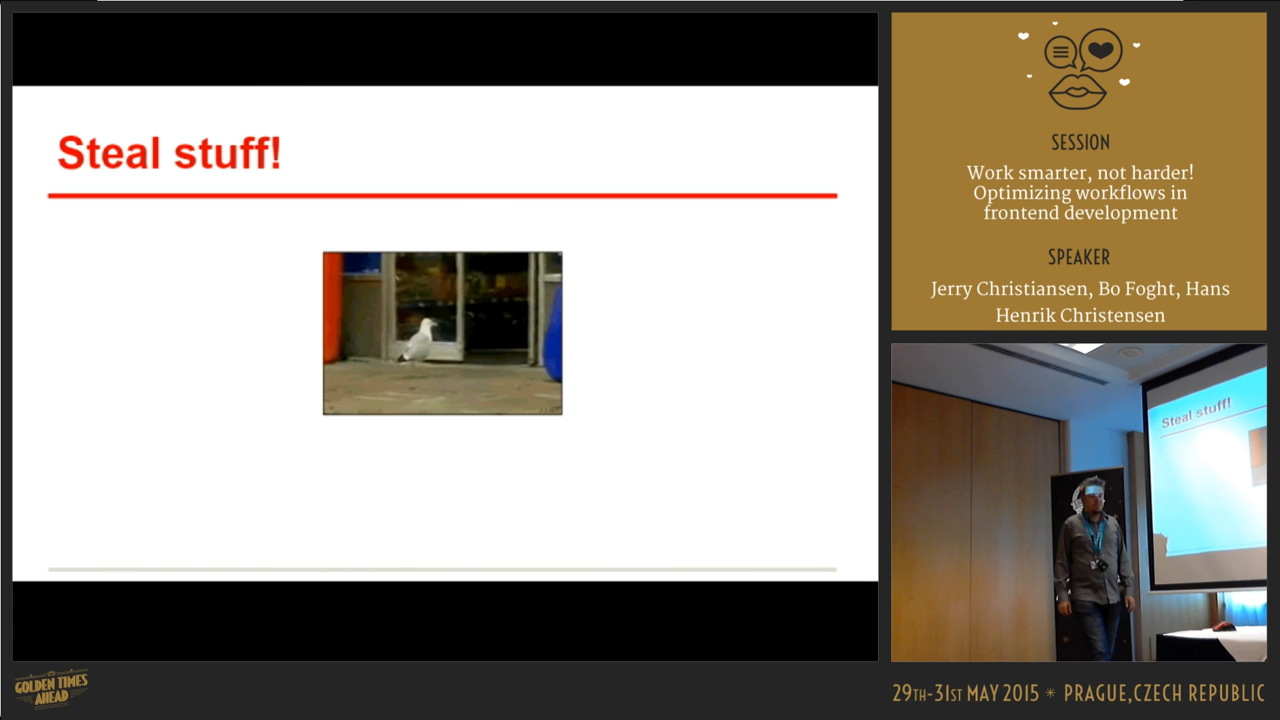 Steal stuff!
SESSION
Work smarter, not harder!
Optimizing workflows in
frontend development
SPEAKER
Jerry Christiansen, Bo Foght, Hans
Henrik Christensen
Steal stuff!
GOLDEN TIMES
AHEAD
29TH-31ST MAY 2015 * PRAGUE,CZECH REPUBLIC